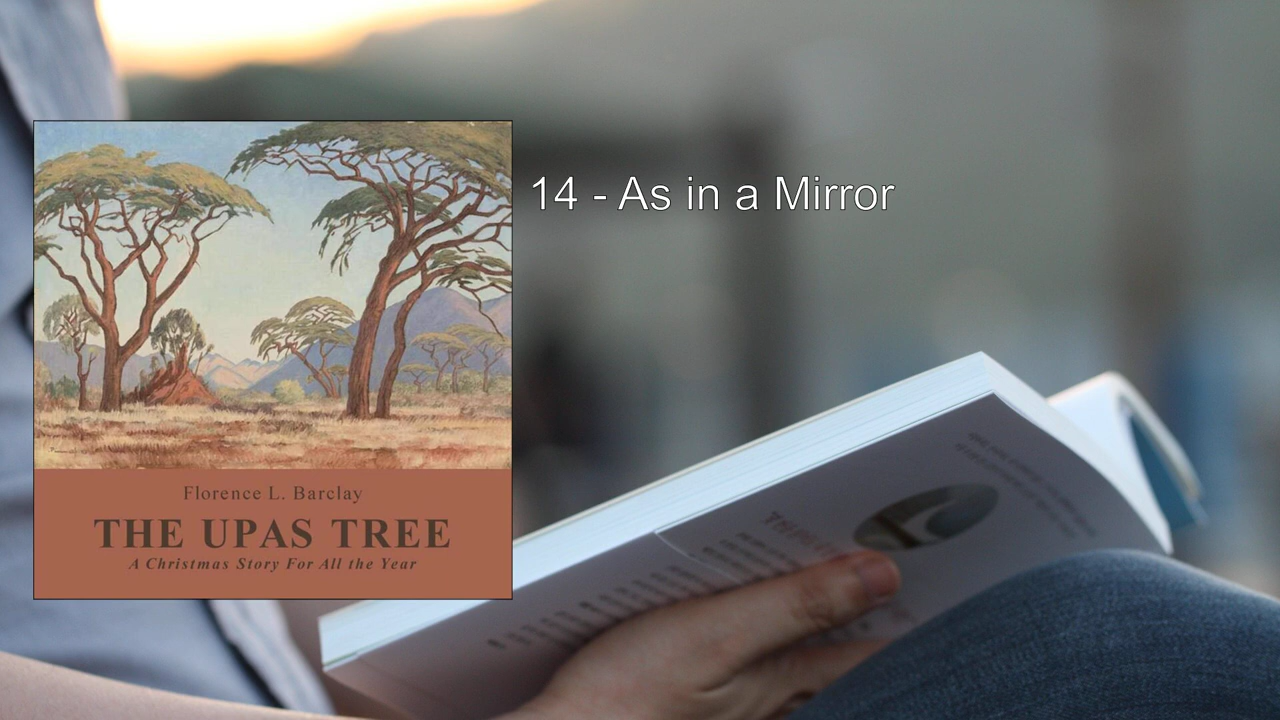 14 - As in a Mirror
Florence L. Barclay
THE UPAS TREE
A Christmas Story For All the Year